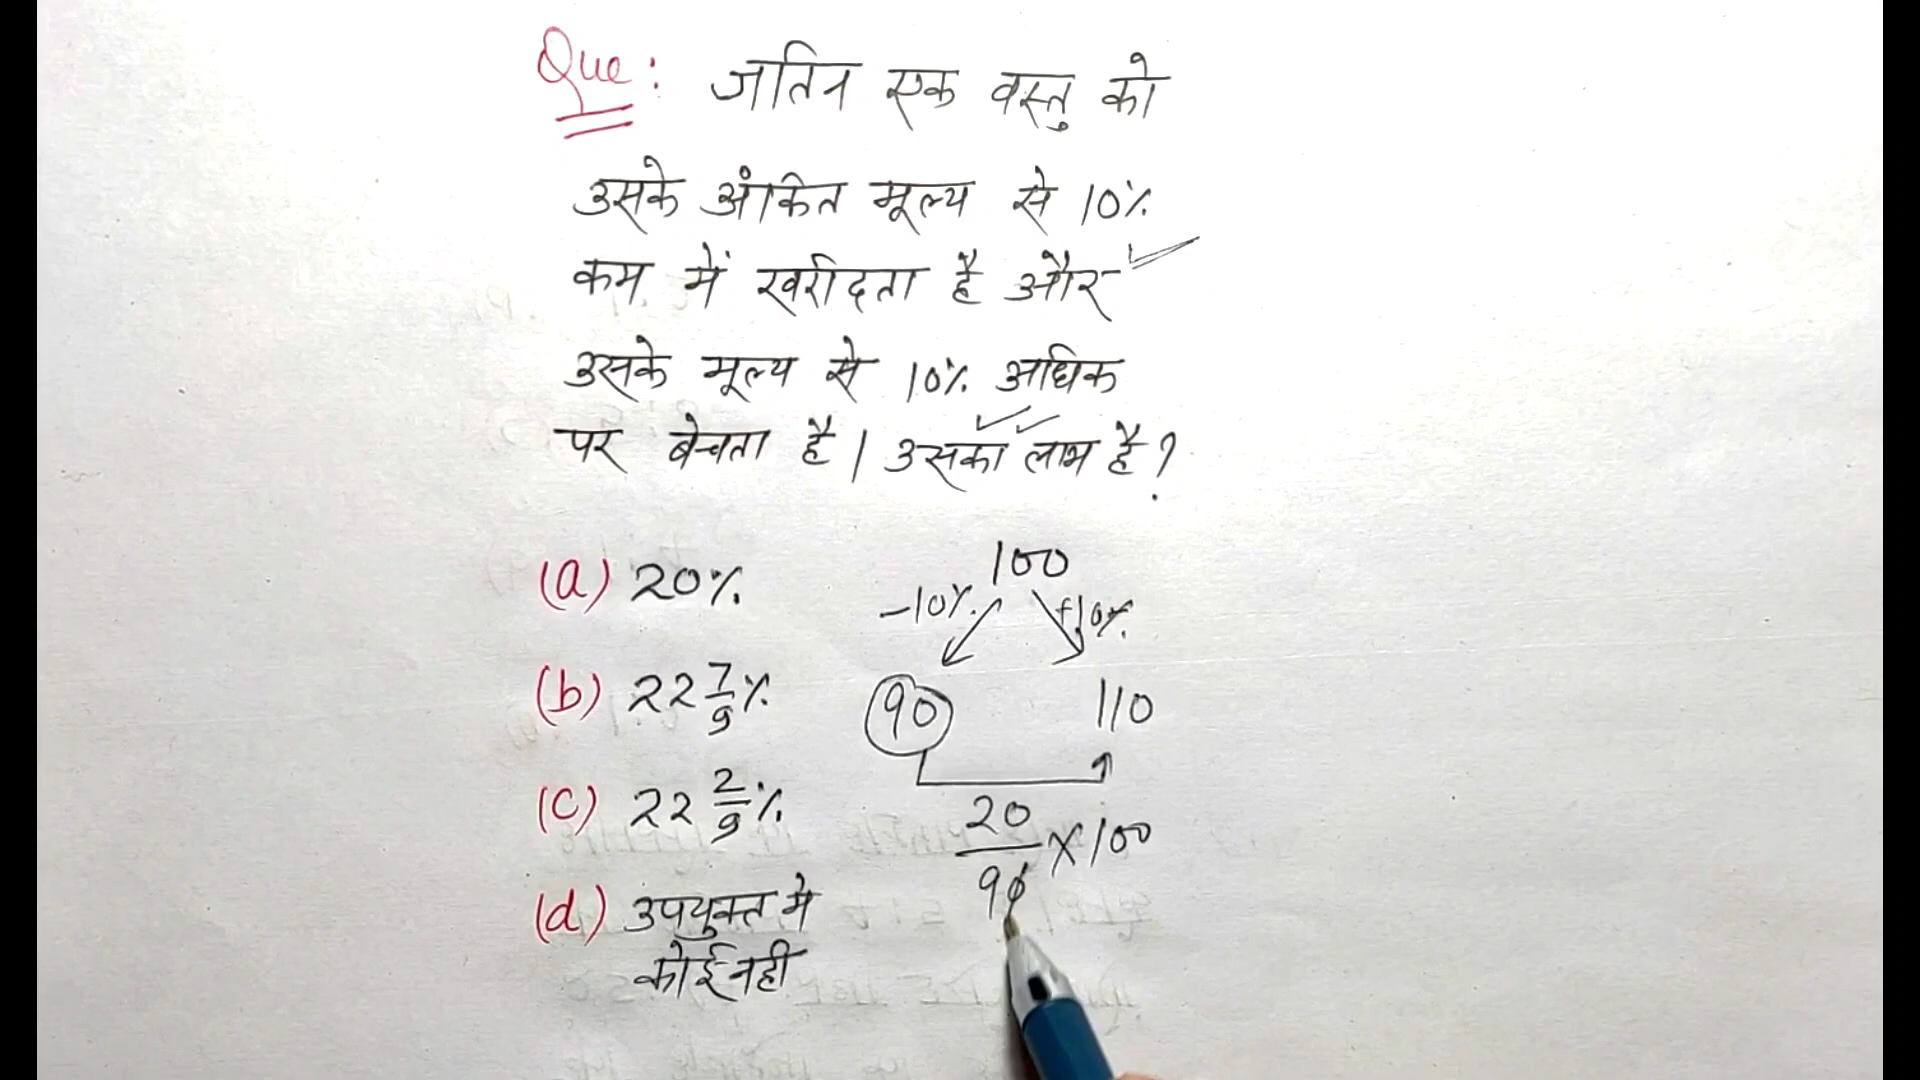 Que: जतिन एक वस्तु को
उसके अंकित मूल्य से 10%
कम में खरीदता है और
उसके मूल्य से 10% अधिक
पर बेचता है। उसका लाभ है?
(a) 20%
(b) 22 7/9 %
(c) 22 2/9 %
(d) उपयुक्त मे
कोई नही
100
-10% +10%
90 110
20/90 × 100